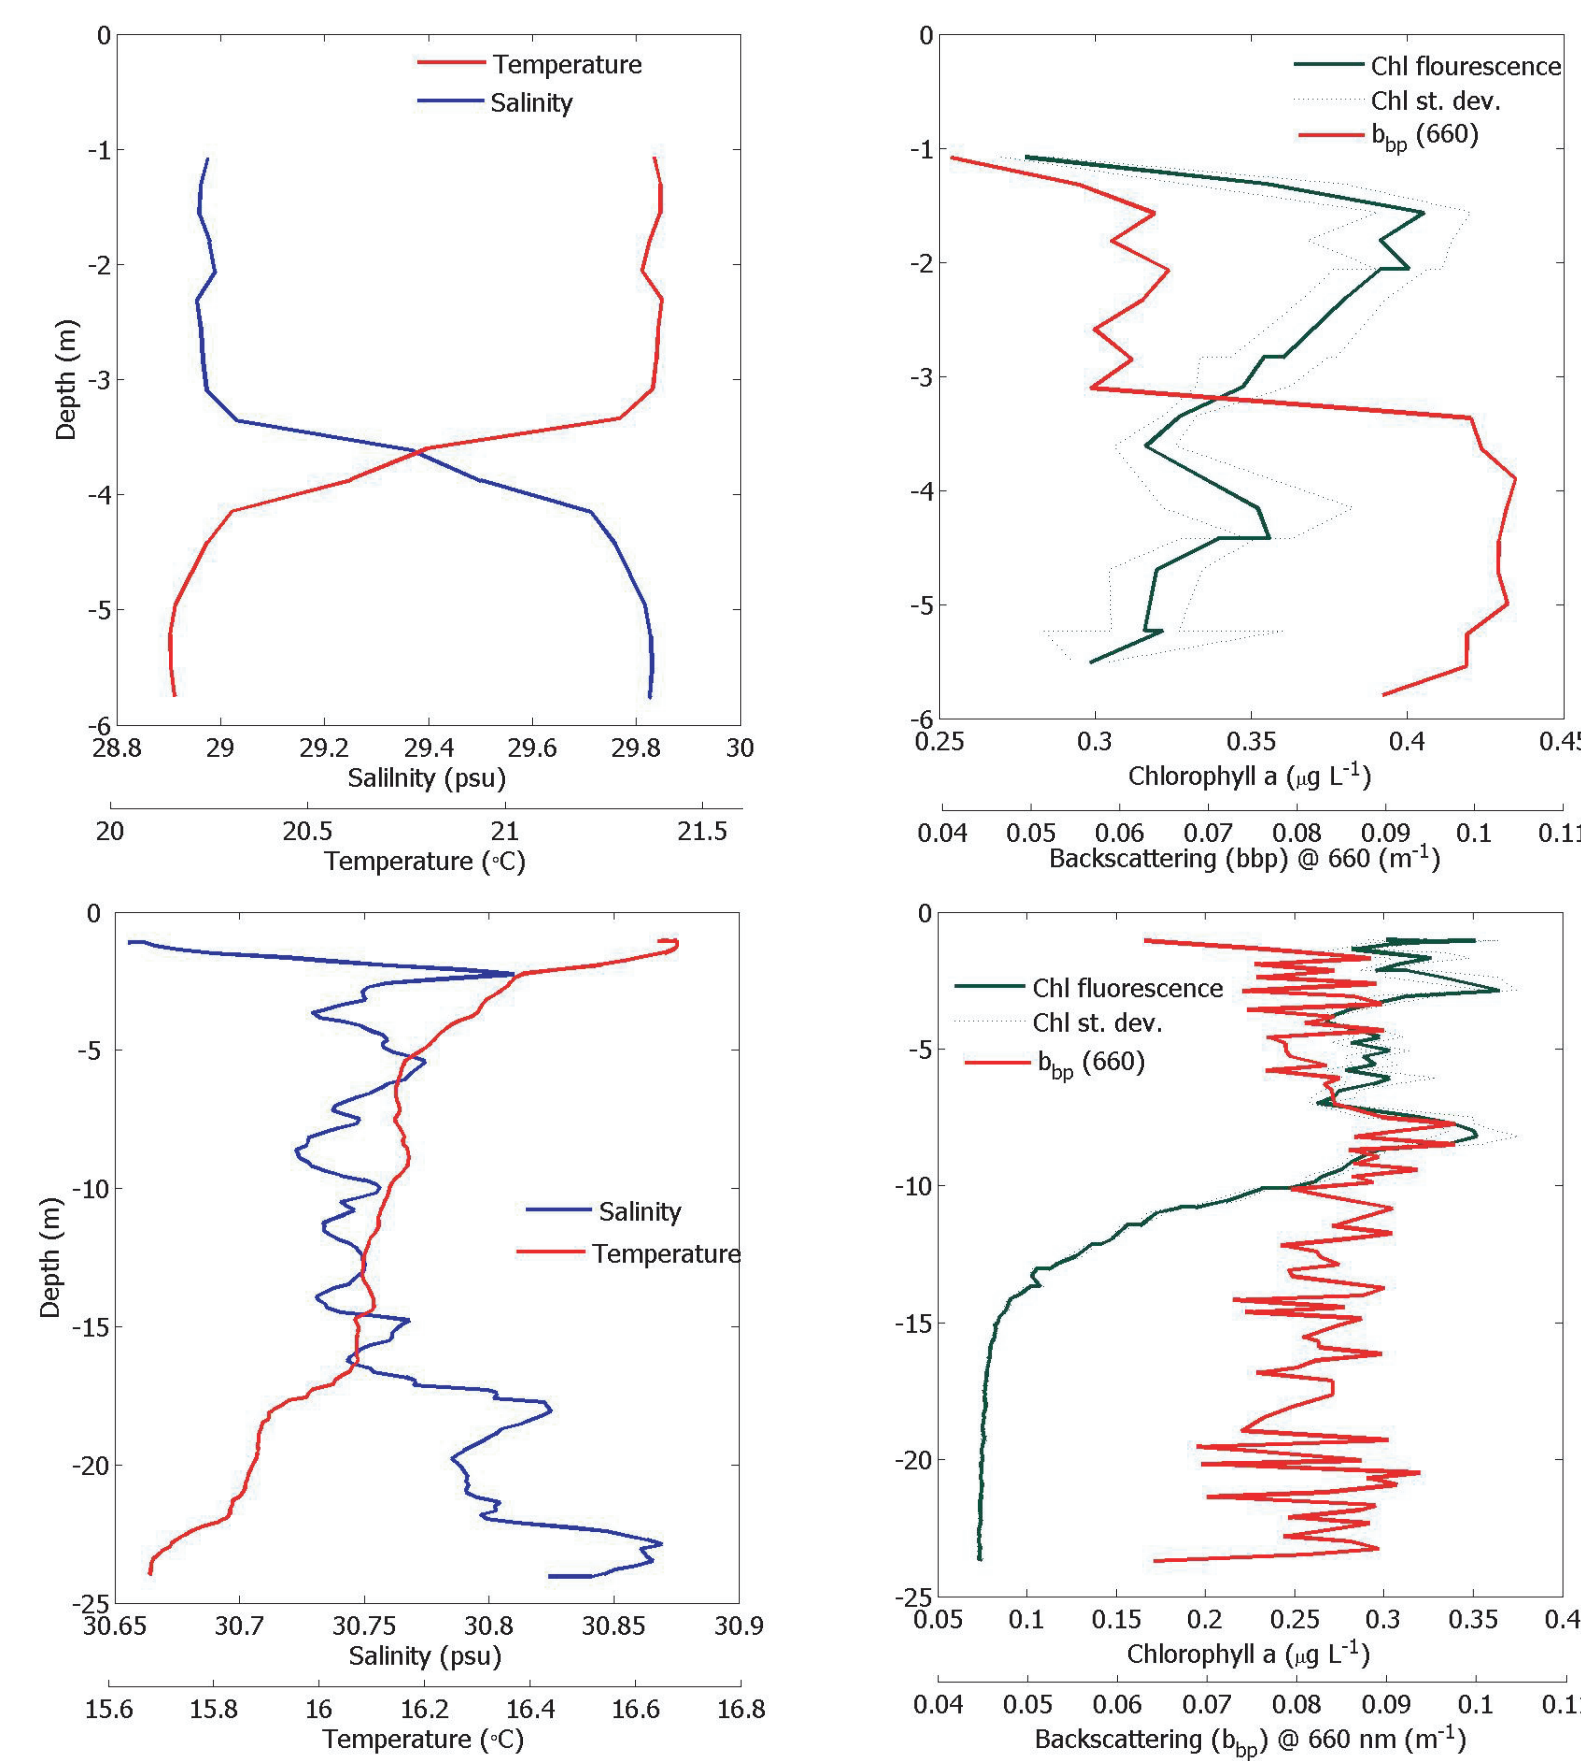 0
-1
-2
-3
-4
-5
-6
Depth (m)
Temperature
Salinity
28.8 29 29.2 29.4 29.6 29.8 30
Salilnity (psu)
20 20.5 21 21.5
Temperature (°C)
0
-1
-2
-3
-4
-5
-6
Chl flourescence
Chl st. dev.
bbp (660)
0.25 0.3 0.35 0.4 0.45
Chlorophyll a (μg L-1)
0.04 0.05 0.06 0.07 0.08 0.09 0.1 0.11
Backscattering (bbp) @ 660 (m-1)
0
-5
-10
-15
-20
-25
Depth (m)
Salinity
Temperature
30.65 30.7 30.75 30.8 30.85 30.9
Salinity (psu)
15.6 15.8 16 16.2 16.4 16.6 16.8
Temperature (°C)
0
-5
-10
-15
-20
-25
Chl fluorescence
Chl st. dev.
bbp (660)
0.05 0.1 0.15 0.2 0.25 0.3 0.35 0.4
Chlorophyll a (μg L-1)
0.04 0.05 0.06 0.07 0.08 0.09 0.1
Backscattering (bbp) @ 660 nm (m-1)